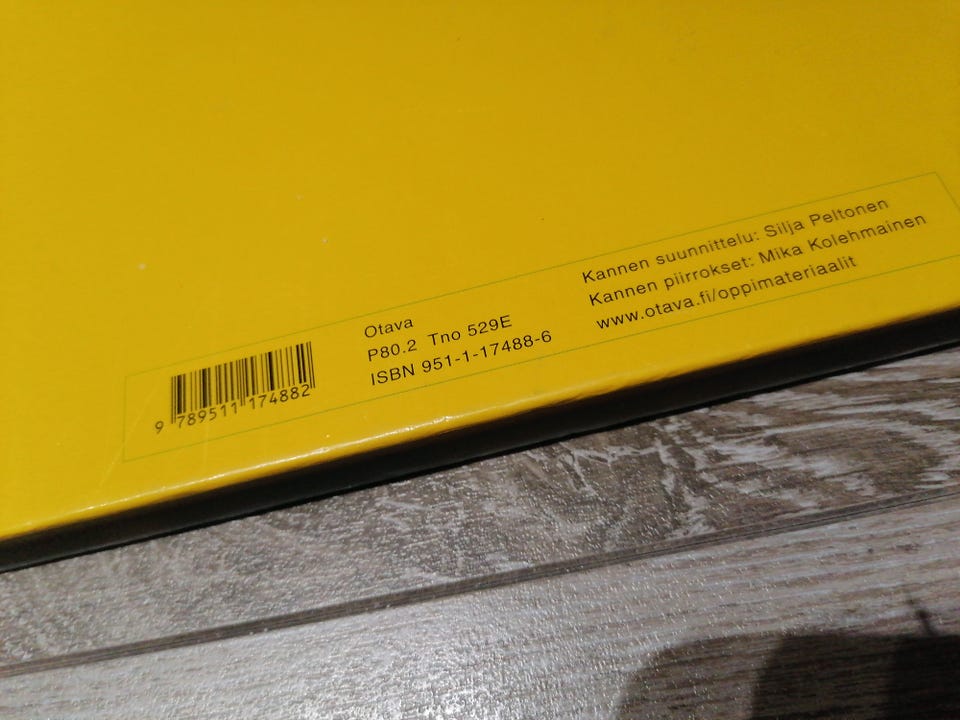 9 789511 174882
Otava
P80.2 Tno 529E
ISBN 951-1-17488-6
Kannen suunnittelu: Silja Peltonen
Kannen piirrokset: Mika Kolehmainen
www.otava.fi/oppimateriaalit